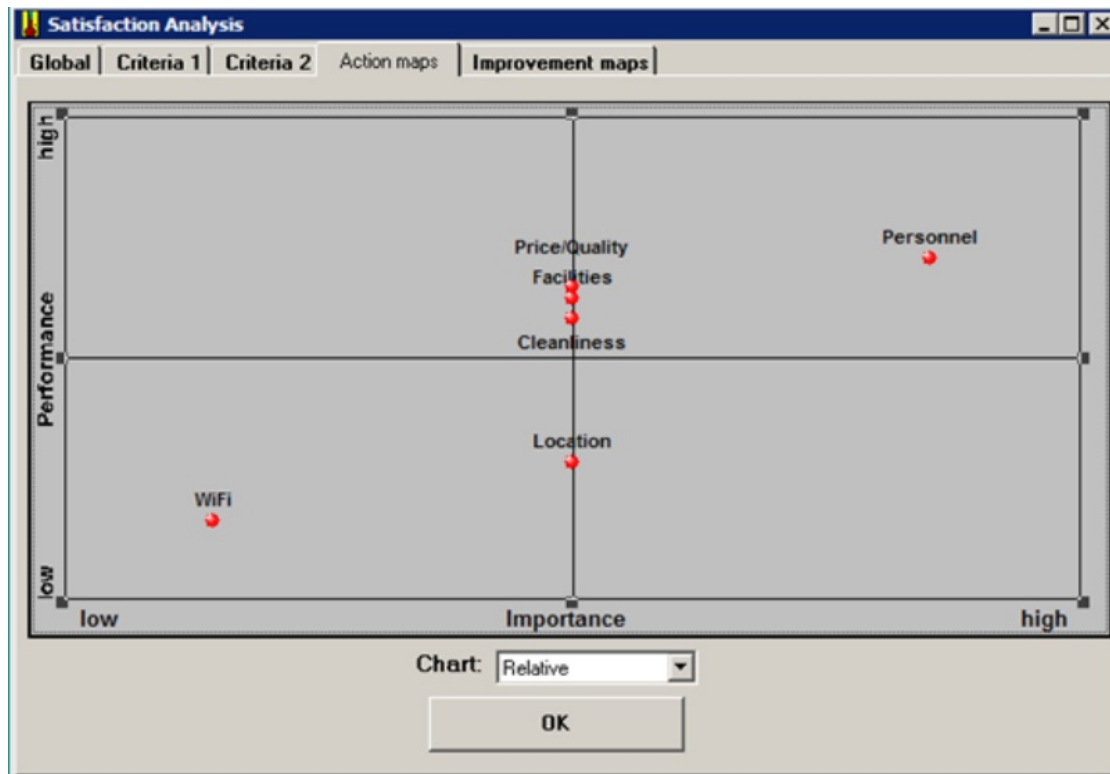 Satisfaction Analysis
Global Criteria 1 Criteria 2 Action maps Improvement maps
high
Performance
low
Price/Quality
Personnel
Facilities
Cleanliness
Location
WiFi
low Importance high
Chart: Relative
OK